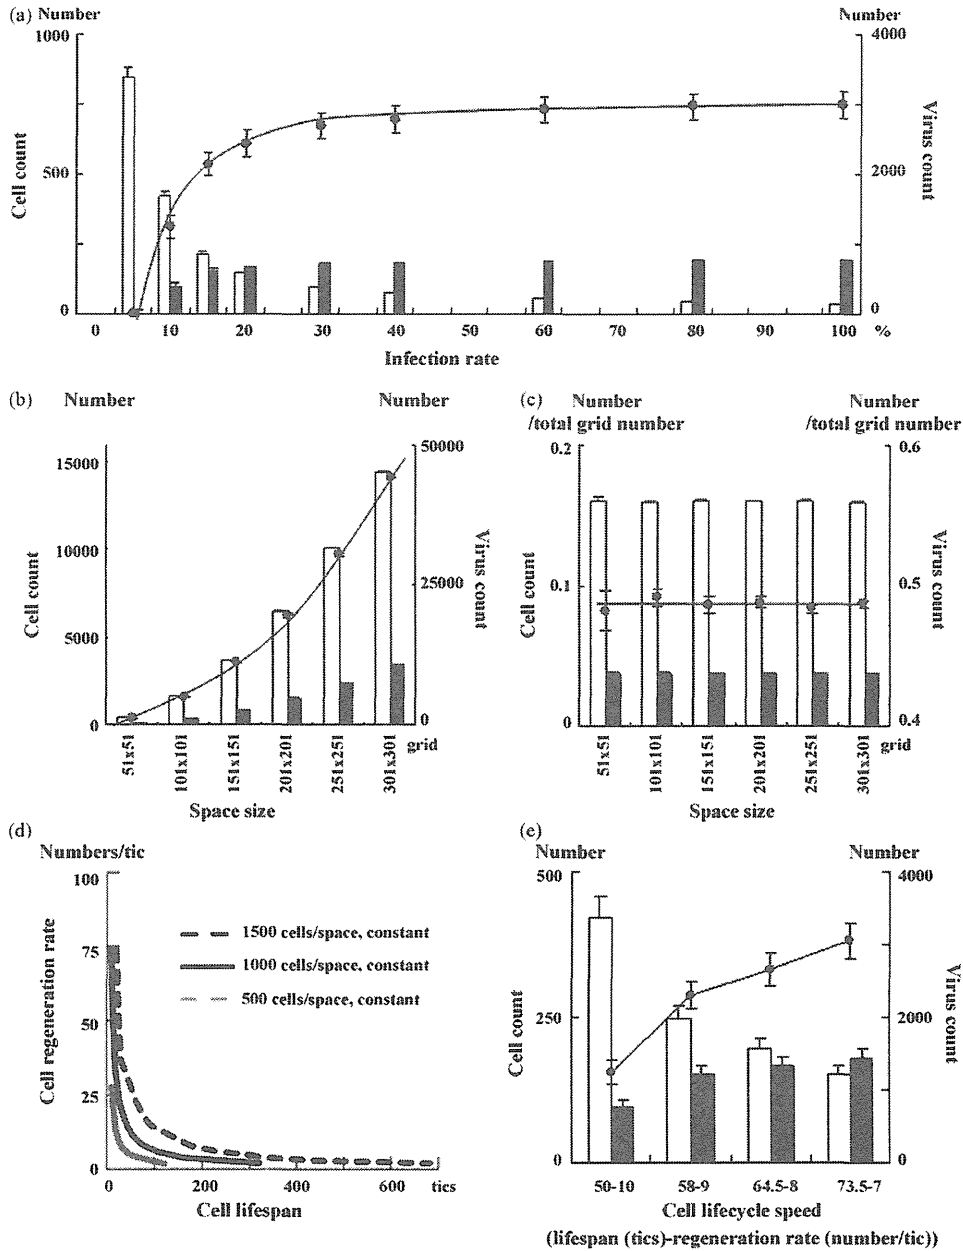 (a) Number Number
1000 4000
Cell count
Virus count
500 2000
0 0
0 10 20 30 40 50 60 70 80 90 100 %
Infection rate
(b) Number Number
15000 50000
10000 25000
5000
0 0
Cell count
Virus count
51x51 101x101 151x151 201x201 251x251 301x301 grid
Space size
(c) Number Number
/total grid number /total grid number
0.2 0.6
0.1 0.5
0 0.4
Cell count
Virus count
51x51 101x101 151x151 201x201 251x251 301x301 grid
Space size
(d)
Numbers/tic
100
75
50
25
0
Cell regeneration rate
1500 cells/space, constant
1000 cells/space, constant
500 cells/space, constant
0 200 400 600 tics
Cell lifespan
(e)
Number Number
500 4000
250 2000
0 0
Cell count
Virus count
50-10 58-9 64.5-8 73.5-7
Cell lifecycle speed
(lifespan (tics)-regeneration rate (number/tic))